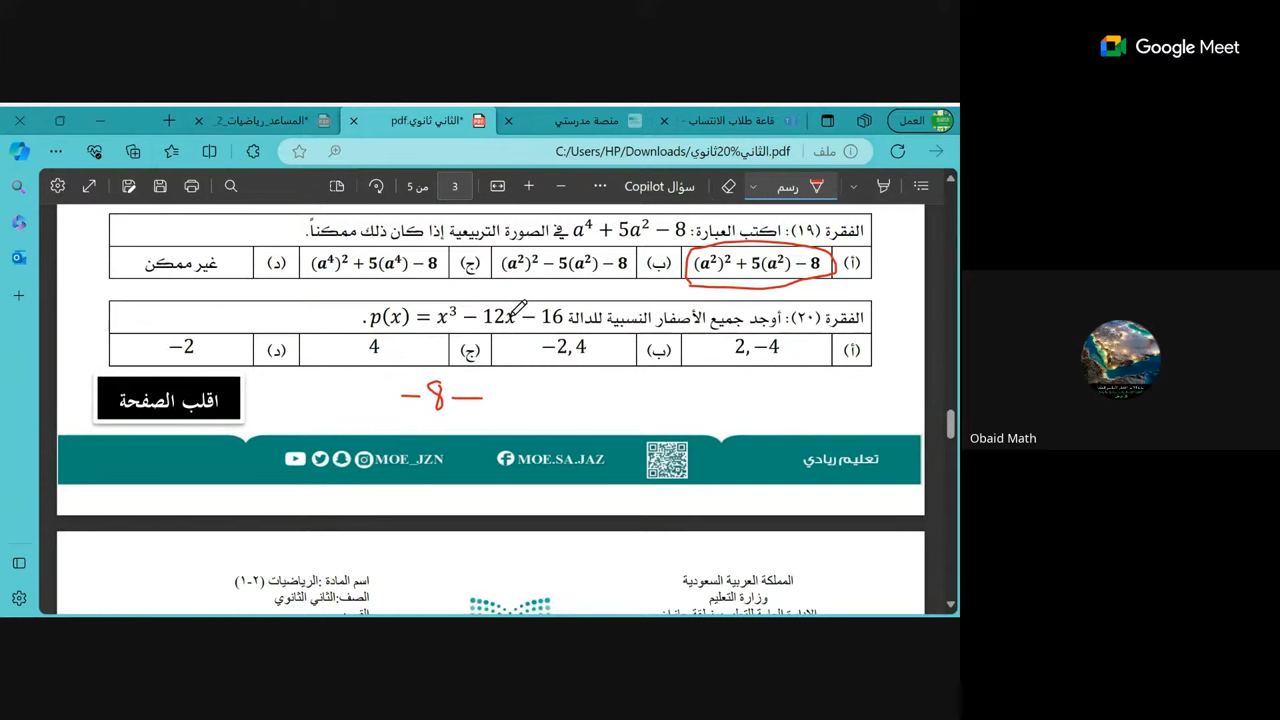 Google Meet
Obaid Math
العمل
قاعة طلاب الانتساب -
منصة مدرستي
*الثاني ثانوي.pdf
*المساعد_رياضيات_2
ملف
C:/Users/HP/Downloads/الثاني%20ثانوي.pdf
رسم
سؤال Copilot
3
من 5
الفقرة (١٩): اكتب العبارة: a⁴ + 5a² − 8 في الصورة التربيعية إذا كان ذلك ممكناً.
(أ) (a²)² + 5(a²) − 8 (ب) (a²)² − 5(a²) − 8 (ج) (a⁴)² + 5(a⁴) − 8 (د) غير ممكن
الفقرة (٢٠): أوجد جميع الأصفار النسبية للدالة p(x) = x³ − 12x − 16 .
(أ) 2, −4 (ب) −2, 4 (ج) 4 (د) −2
− 8 —
اقلب الصفحة
MOE_JZN
MOE.SA.JAZ
تعليم ريادي
المملكة العربية السعودية
وزارة التعليم
اسم المادة :الرياضيات (٢-١)
الصف:الثاني الثانوي